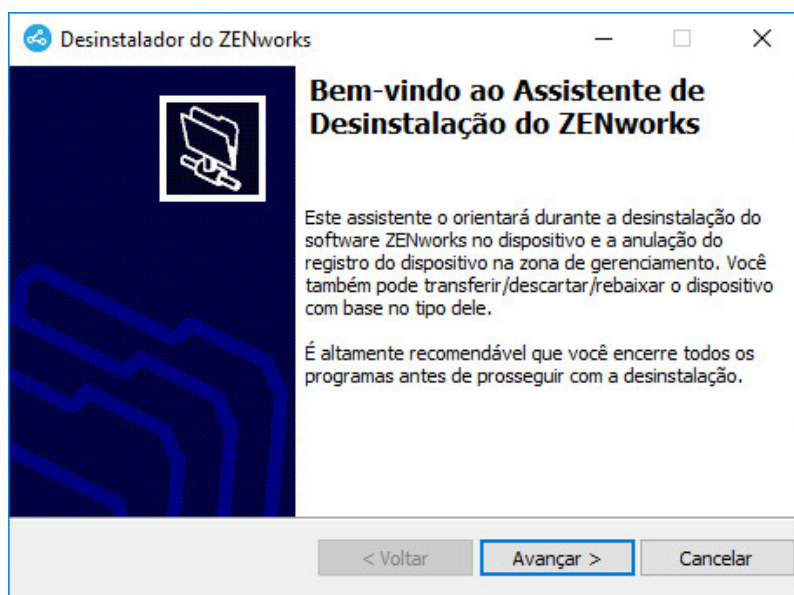 Desinstalador do ZENworks
Bem-vindo ao Assistente de
Desinstalação do ZENworks
Este assistente o orientará durante a desinstalação do
software ZENworks no dispositivo e a anulação do
registro do dispositivo na zona de gerenciamento. Você
também pode transferir/descartar/rebaixar o dispositivo
com base no tipo dele.
É altamente recomendável que você encerre todos os
programas antes de prosseguir com a desinstalação.
< Voltar
Avançar >
Cancelar